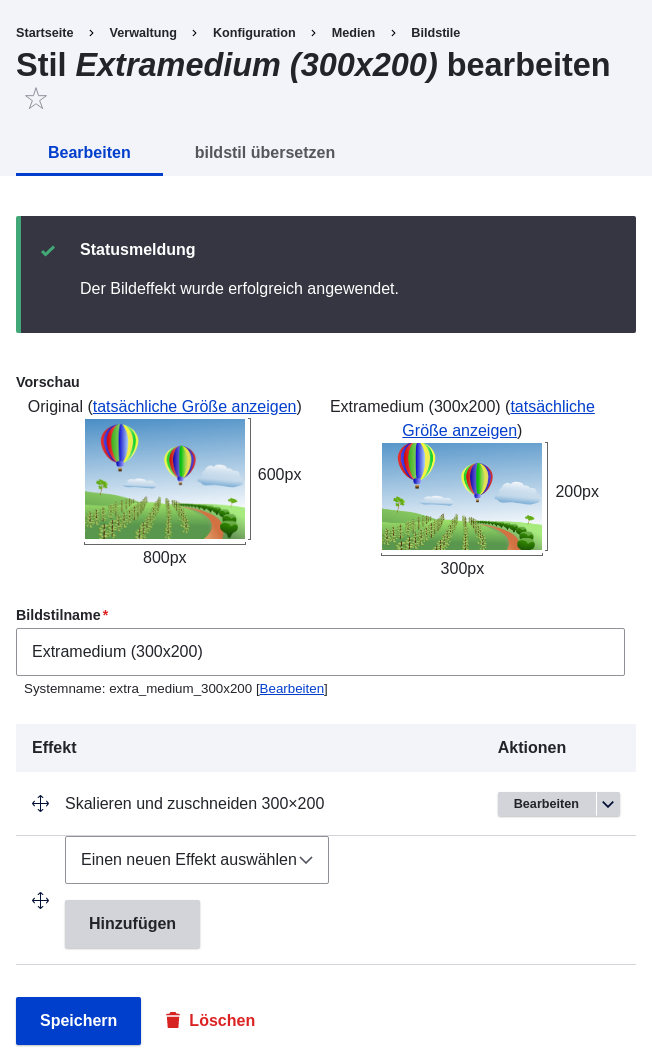 Startseite > Verwaltung > Konfiguration > Medien > Bildstile
Stil Extramedium (300x200) bearbeiten
Bearbeiten bildstil übersetzen
Statusmeldung
Der Bildeffekt wurde erfolgreich angewendet.
Vorschau
Original (tatsächliche Größe anzeigen)
600px
800px
Extramedium (300x200) (tatsächliche
Größe anzeigen)
200px
300px
Bildstilname*
Extramedium (300x200)
Systemname: extra_medium_300x200 [Bearbeiten]
Effekt Aktionen
Skalieren und zuschneiden 300×200 Bearbeiten
Einen neuen Effekt auswählen
Hinzufügen
Speichern Löschen